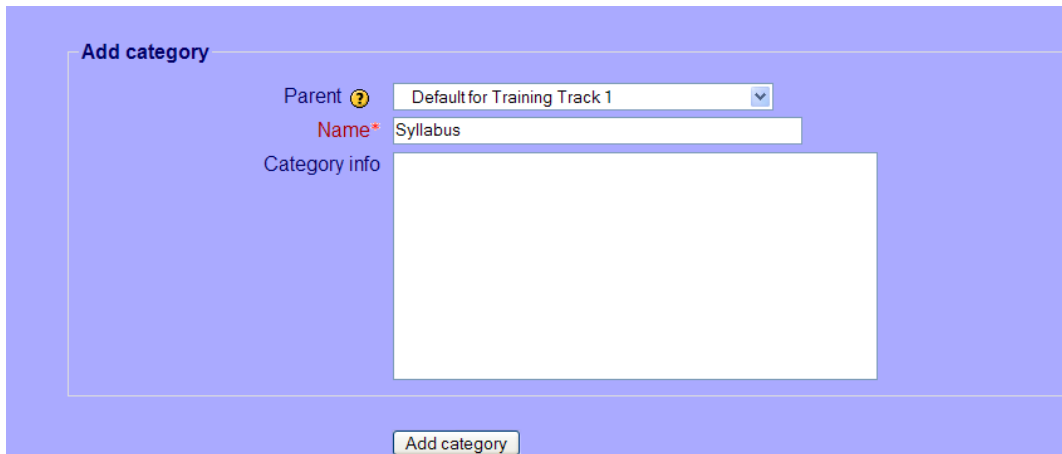 Add category
Parent ? Default for Training Track 1
Name* Syllabus
Category info
Add category